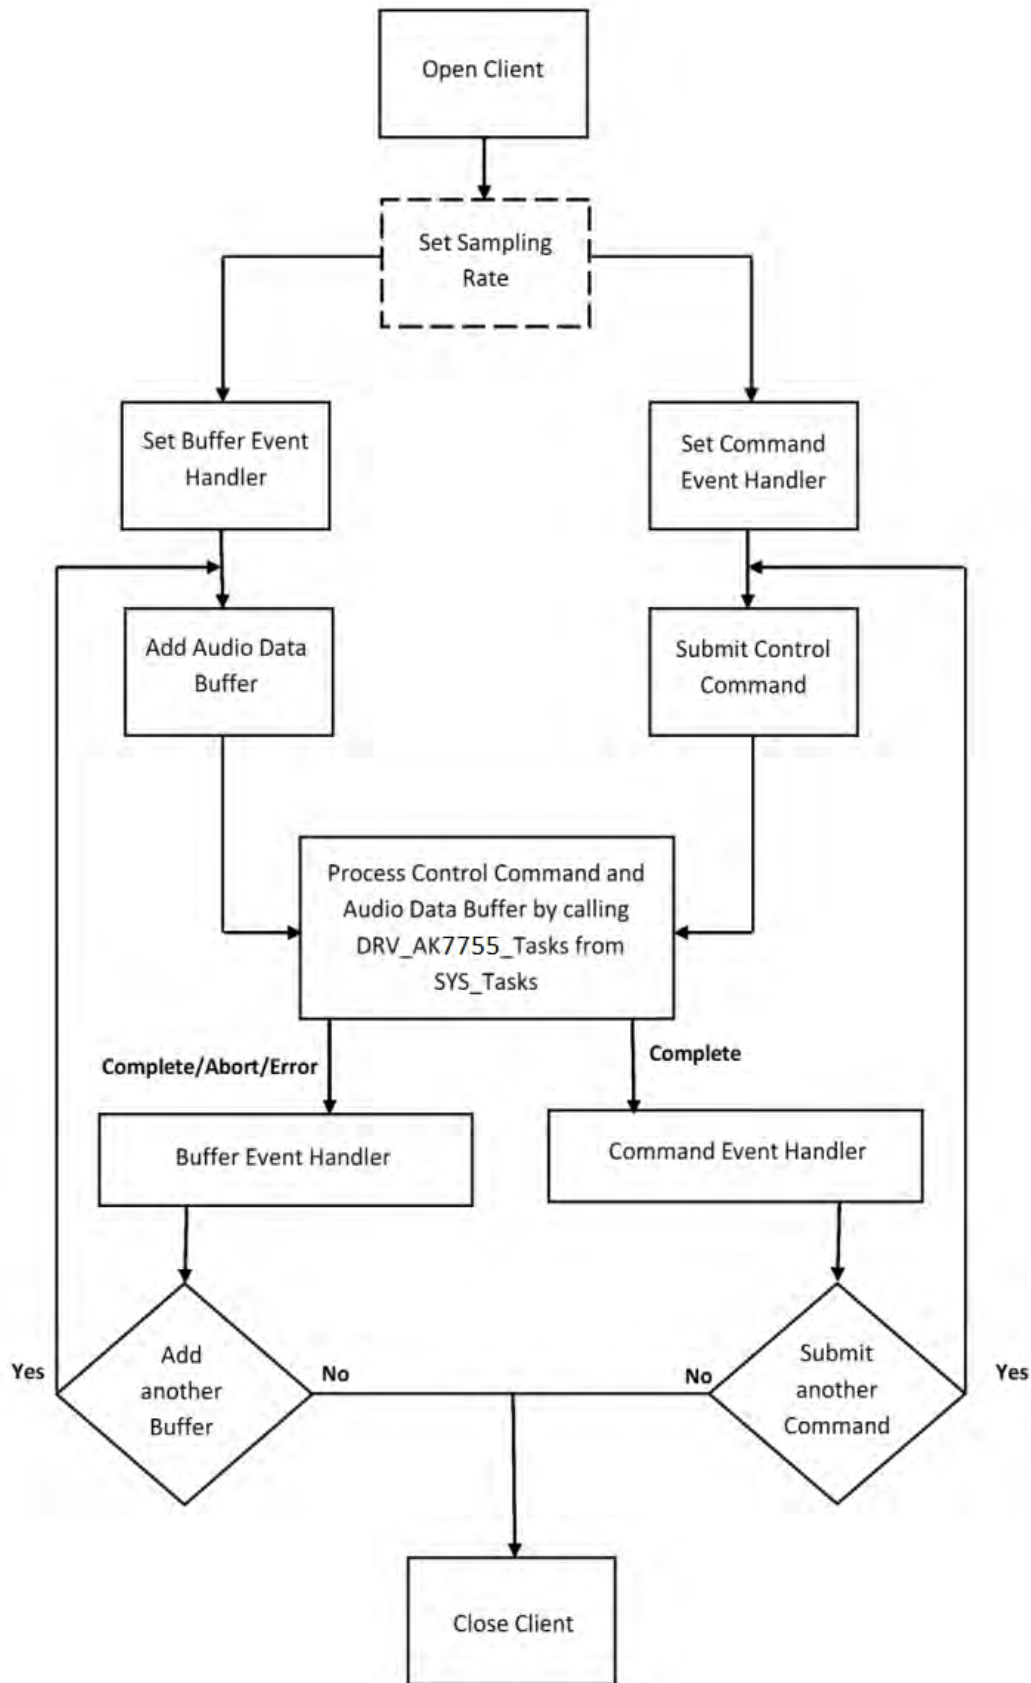 Open Client
Set Sampling
Rate
Set Buffer Event
Handler
Set Command
Event Handler
Add Audio Data
Buffer
Submit Control
Command
Process Control Command and
Audio Data Buffer by calling
DRV_AK7755_Tasks from
SYS_Tasks
Complete/Abort/Error
Complete
Buffer Event Handler
Command Event Handler
Yes
Add
another
Buffer
No
No
Submit
another
Command
Yes
Close Client